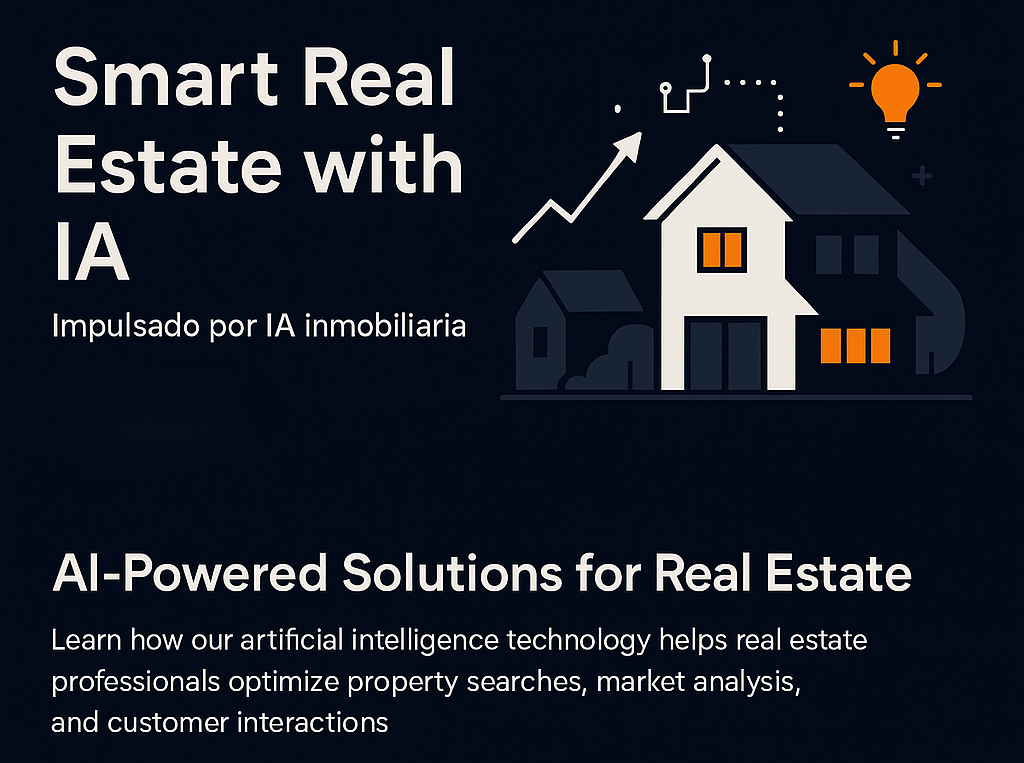 Smart Real
Estate with
IA
Impulsado por IA inmobiliaria
AI-Powered Solutions for Real Estate
Learn how our artificial intelligence technology helps real estate
professionals optimize property searches, market analysis,
and customer interactions